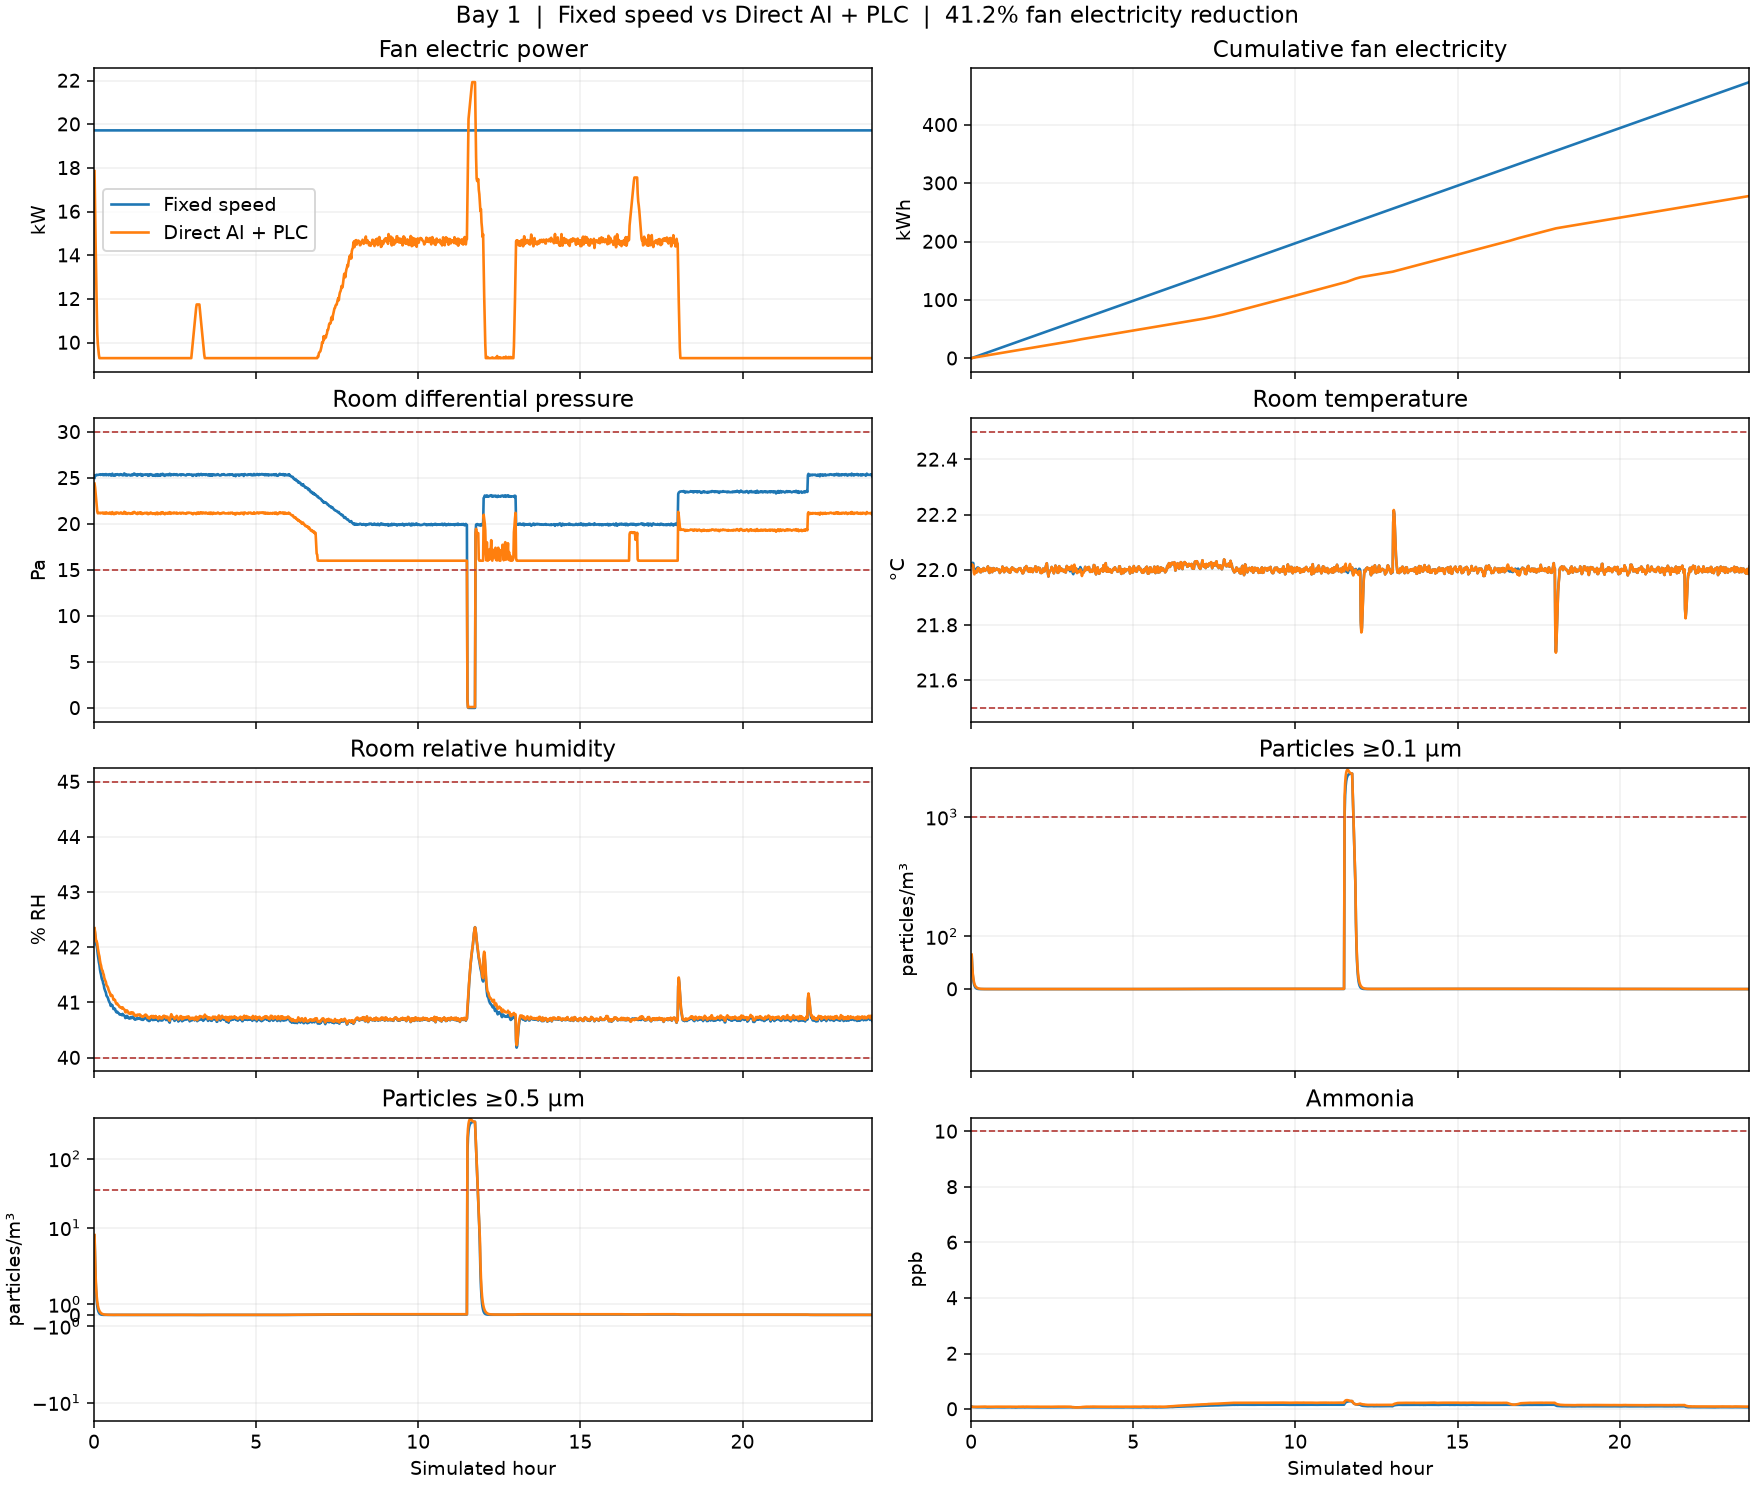 Bay 1 | Fixed speed vs Direct AI + PLC | 41.2% fan electricity reduction
Fan electric power
22
20
18
16
14
12
10
kW
Fixed speed
Direct AI + PLC
Cumulative fan electricity
400
300
200
100
0
kWh
Room differential pressure
30
25
20
15
10
5
0
Pa
Room temperature
22.4
22.2
22.0
21.8
21.6
°C
Room relative humidity
45
44
43
42
41
40
% RH
Particles ≥0.1 µm
10³
10²
0
particles/m³
Particles ≥0.5 µm
10²
10¹
10⁰
0
−10⁰
−10¹
particles/m³
0 5 10 15 20
Simulated hour
Ammonia
10
8
6
4
2
0
ppb
0 5 10 15 20
Simulated hour